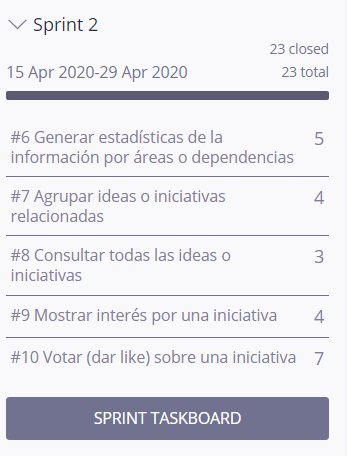 Sprint 2
23 closed
15 Apr 2020-29 Apr 2020
23 total
#6 Generar estadísticas de la
información por áreas o dependencias
5
#7 Agrupar ideas o iniciativas
relacionadas
4
#8 Consultar todas las ideas o
iniciativas
3
#9 Mostrar interés por una iniciativa
4
#10 Votar (dar like) sobre una iniciativa
7
SPRINT TASKBOARD